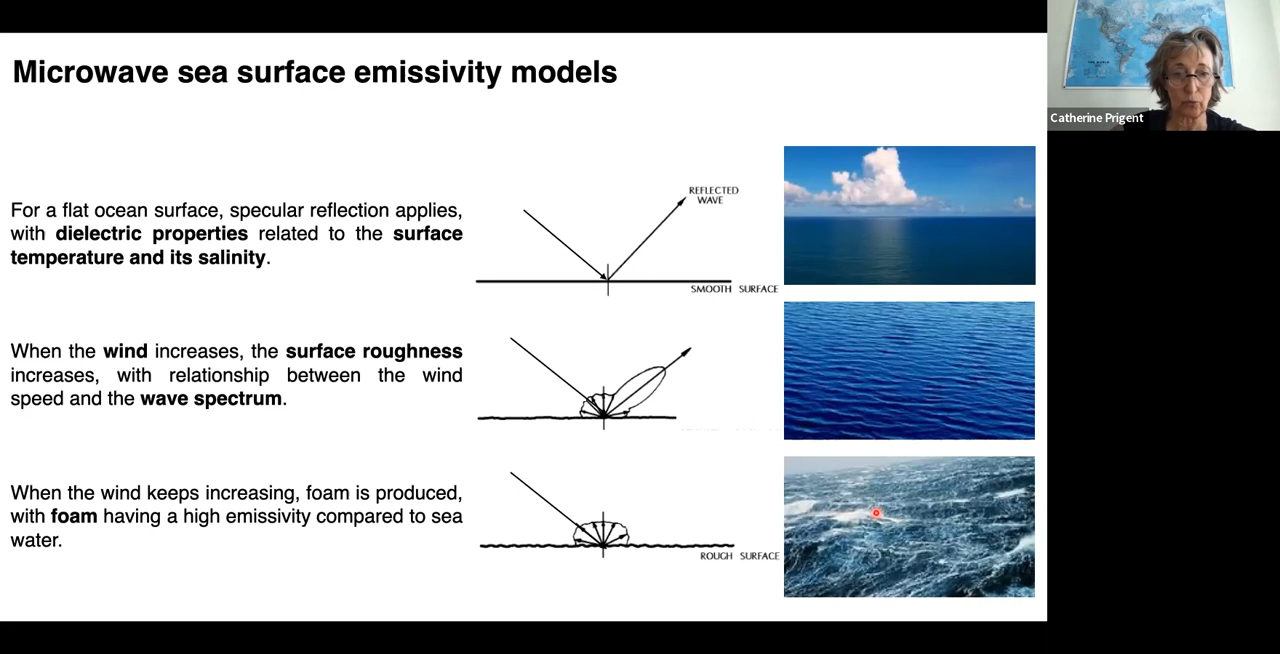 Microwave sea surface emissivity models
For a flat ocean surface, specular reflection applies,
with dielectric properties related to the surface
temperature and its salinity.
REFLECTED
WAVE
SMOOTH SURFACE
When the wind increases, the surface roughness
increases, with relationship between the wind
speed and the wave spectrum.
When the wind keeps increasing, foam is produced,
with foam having a high emissivity compared to sea
water.
ROUGH SURFACE
Catherine Prigent